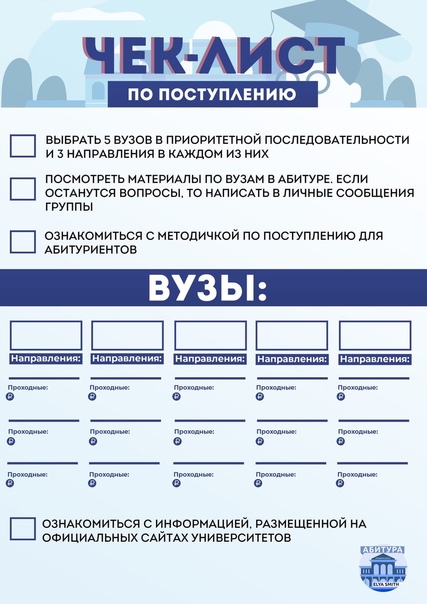 ЧЕК-ЛИСТ
ПО ПОСТУПЛЕНИЮ
ВЫБРАТЬ 5 ВУЗОВ В ПРИОРИТЕТНОЙ ПОСЛЕДОВАТЕЛЬНОСТИ
И 3 НАПРАВЛЕНИЯ В КАЖДОМ ИЗ НИХ
ПОСМОТРЕТЬ МАТЕРИАЛЫ ПО ВУЗАМ В АБИТУРЕ. ЕСЛИ
ОСТАНУТСЯ ВОПРОСЫ, ТО НАПИСАТЬ В ЛИЧНЫЕ СООБЩЕНИЯ
ГРУППЫ
ОЗНАКОМИТЬСЯ С МЕТОДИЧКОЙ ПО ПОСТУПЛЕНИЮ ДЛЯ
АБИТУРИЕНТОВ
ВУЗЫ:
Направления: Направления: Направления: Направления: Направления:
Проходные: Проходные: Проходные: Проходные: Проходные:
₽ ₽ ₽ ₽ ₽
Проходные: Проходные: Проходные: Проходные: Проходные:
₽ ₽ ₽ ₽ ₽
Проходные: Проходные: Проходные: Проходные: Проходные:
₽ ₽ ₽ ₽ ₽
ОЗНАКОМИТЬСЯ С ИНФОРМАЦИЕЙ, РАЗМЕЩЕННОЙ НА
ОФИЦИАЛЬНЫХ САЙТАХ УНИВЕРСИТЕТОВ
АБИТУРА
ELYA SMITH